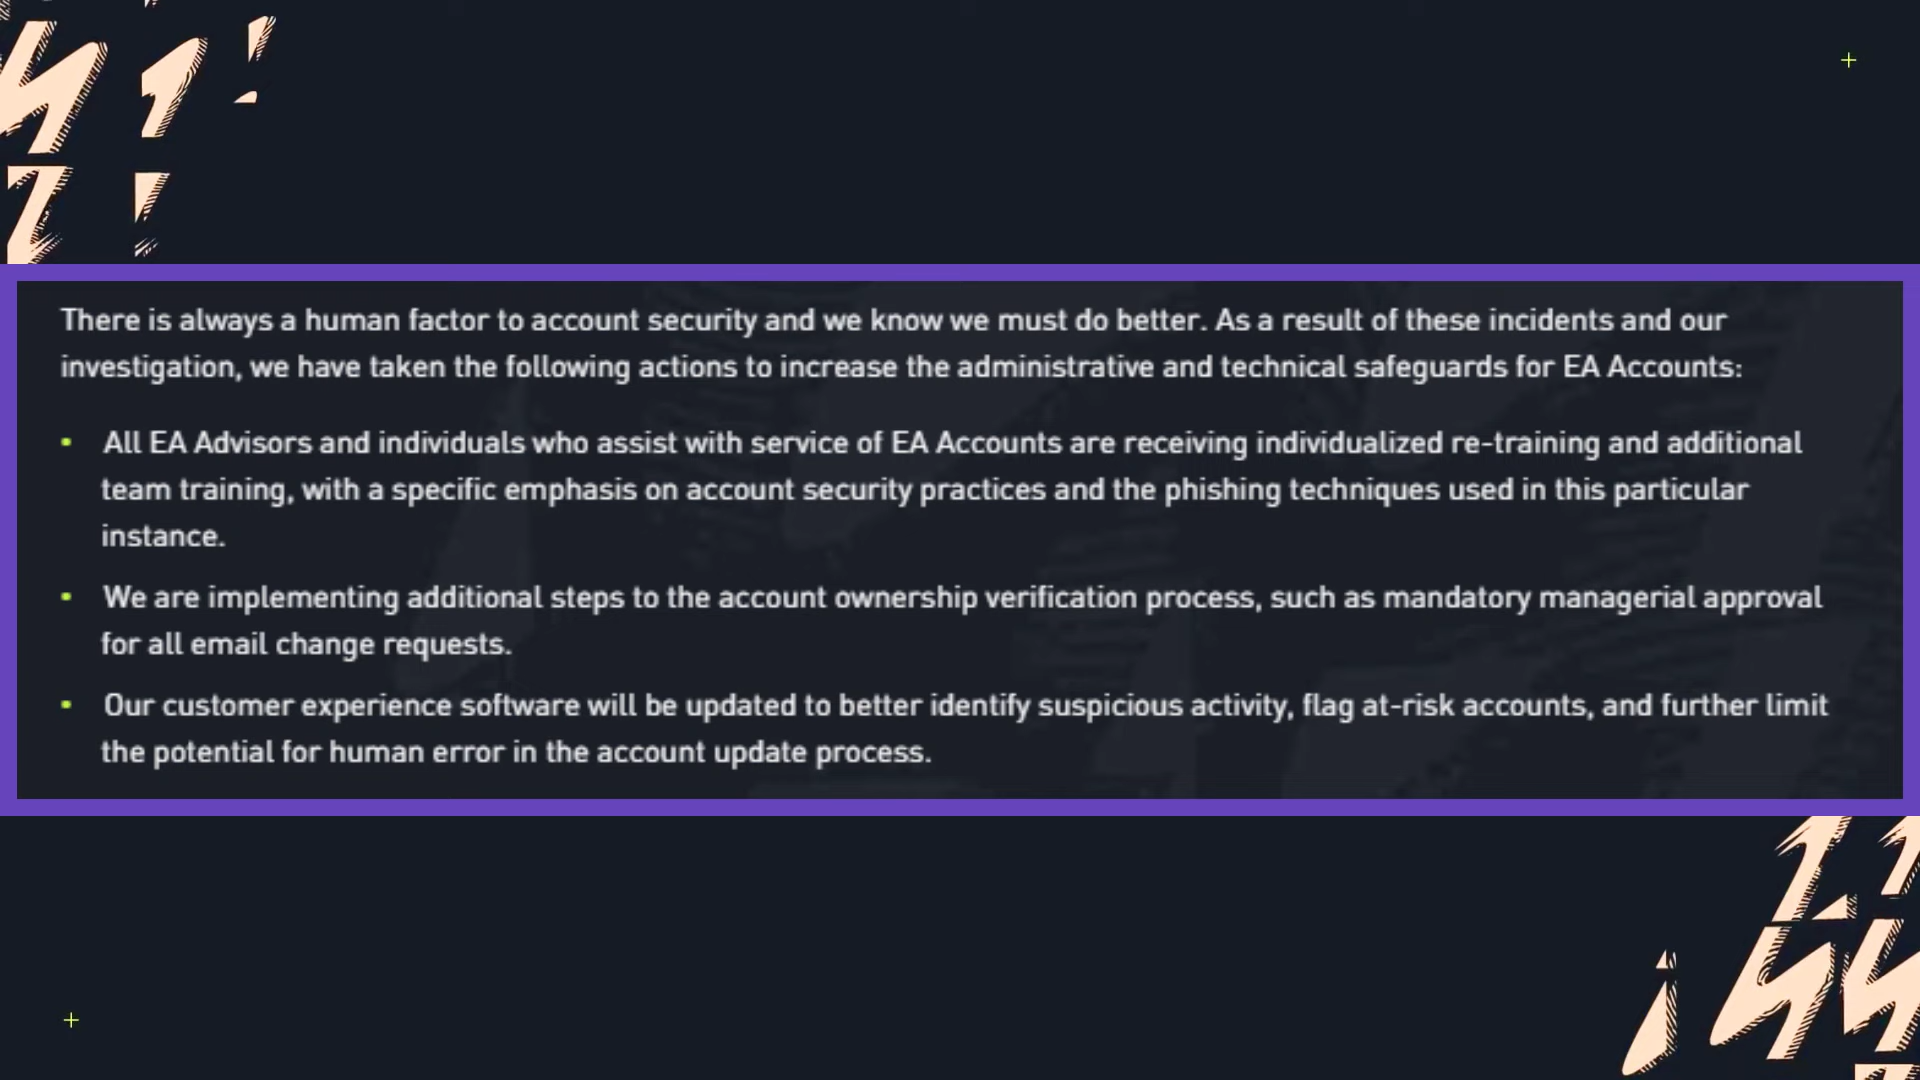 There is always a human factor to account security and we know we must do better. As a result of these incidents and our
investigation, we have taken the following actions to increase the administrative and technical safeguards for EA Accounts:
• All EA Advisors and individuals who assist with service of EA Accounts are receiving individualized re-training and additional
team training, with a specific emphasis on account security practices and the phishing techniques used in this particular
instance.
• We are implementing additional steps to the account ownership verification process, such as mandatory managerial approval
for all email change requests.
• Our customer experience software will be updated to better identify suspicious activity, flag at-risk accounts, and further limit
the potential for human error in the account update process.